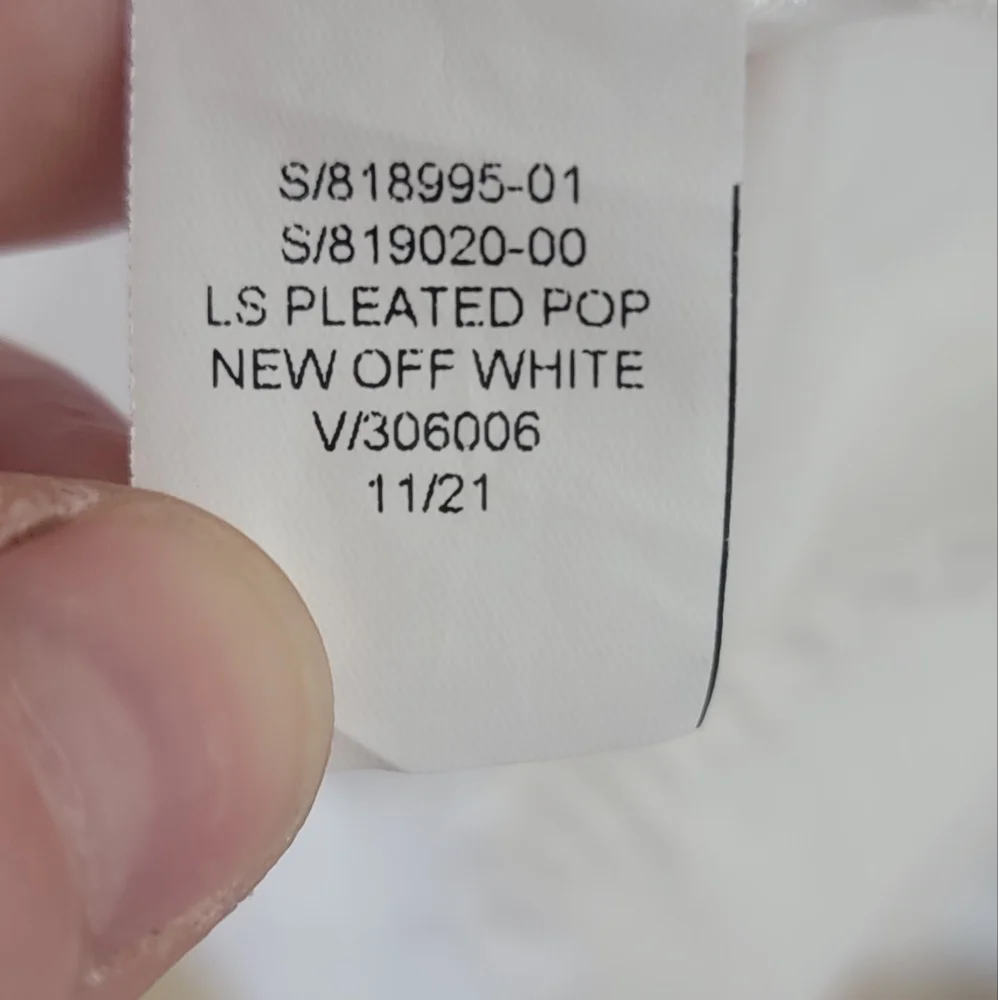 S/818995-01
S/819020-00
LS PLEATED POP
NEW OFF WHITE
V/306006
11/21